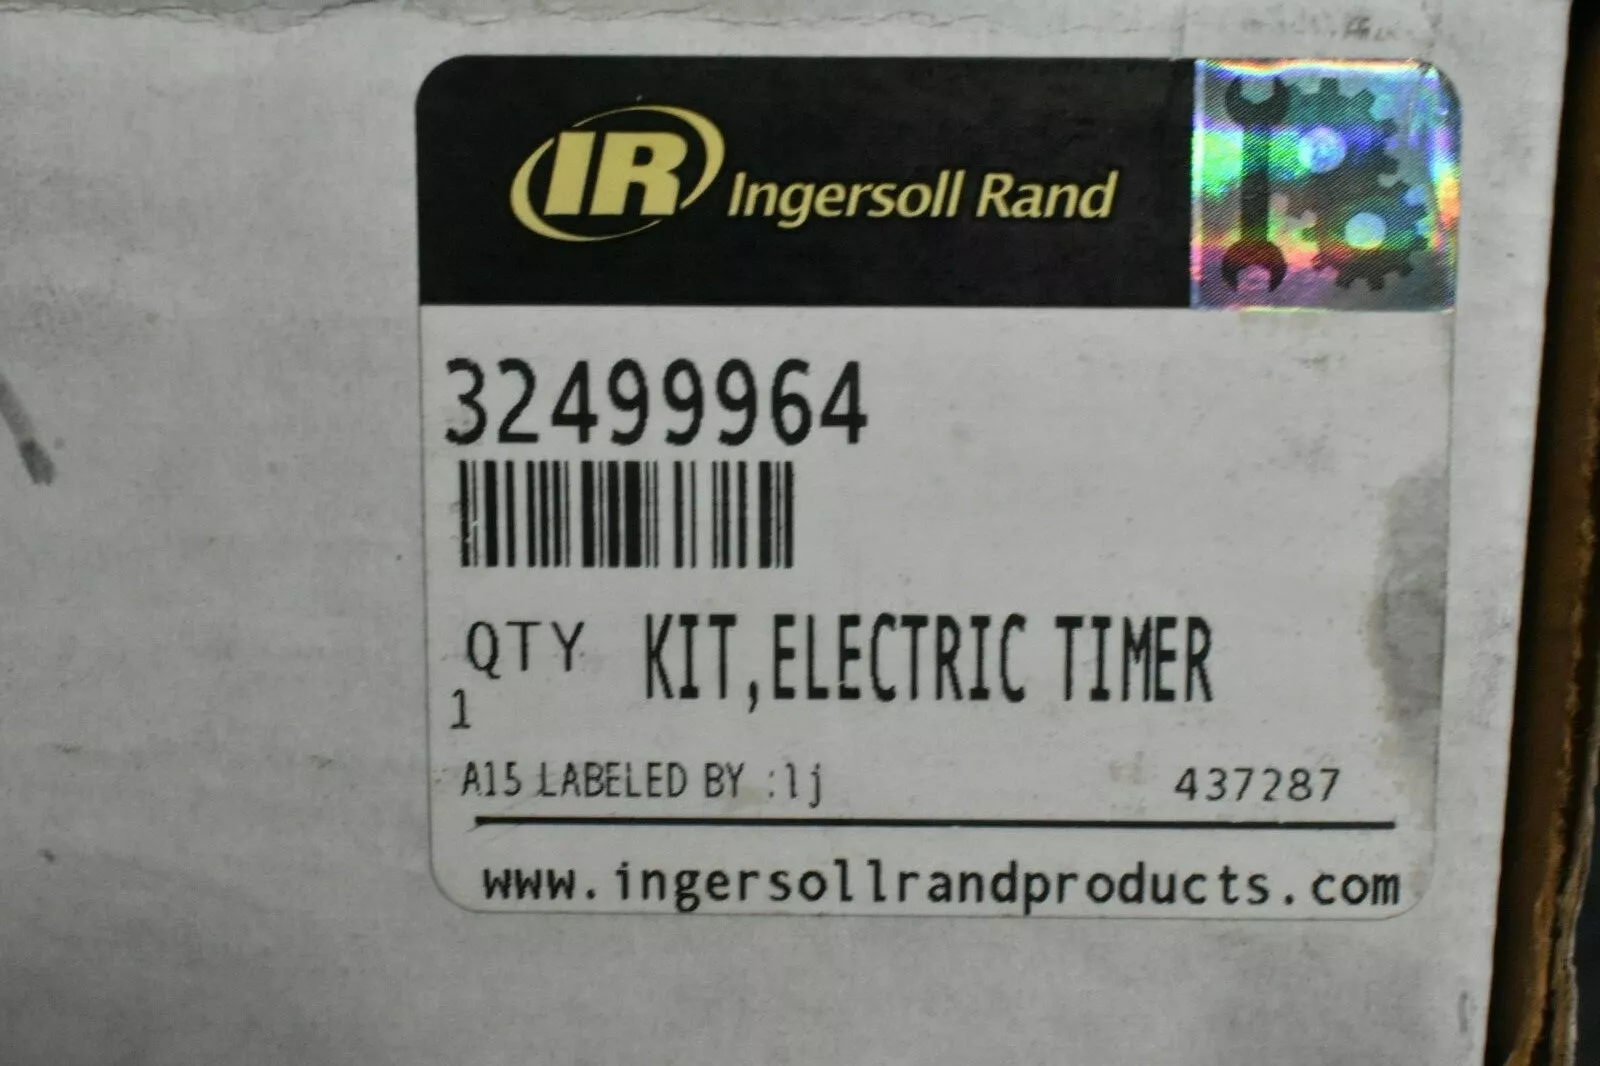 IR Ingersoll Rand
32499964
QTY KIT,ELECTRIC TIMER
1
A15 LABELED BY :lj 437287
www.ingersollrandproducts.com